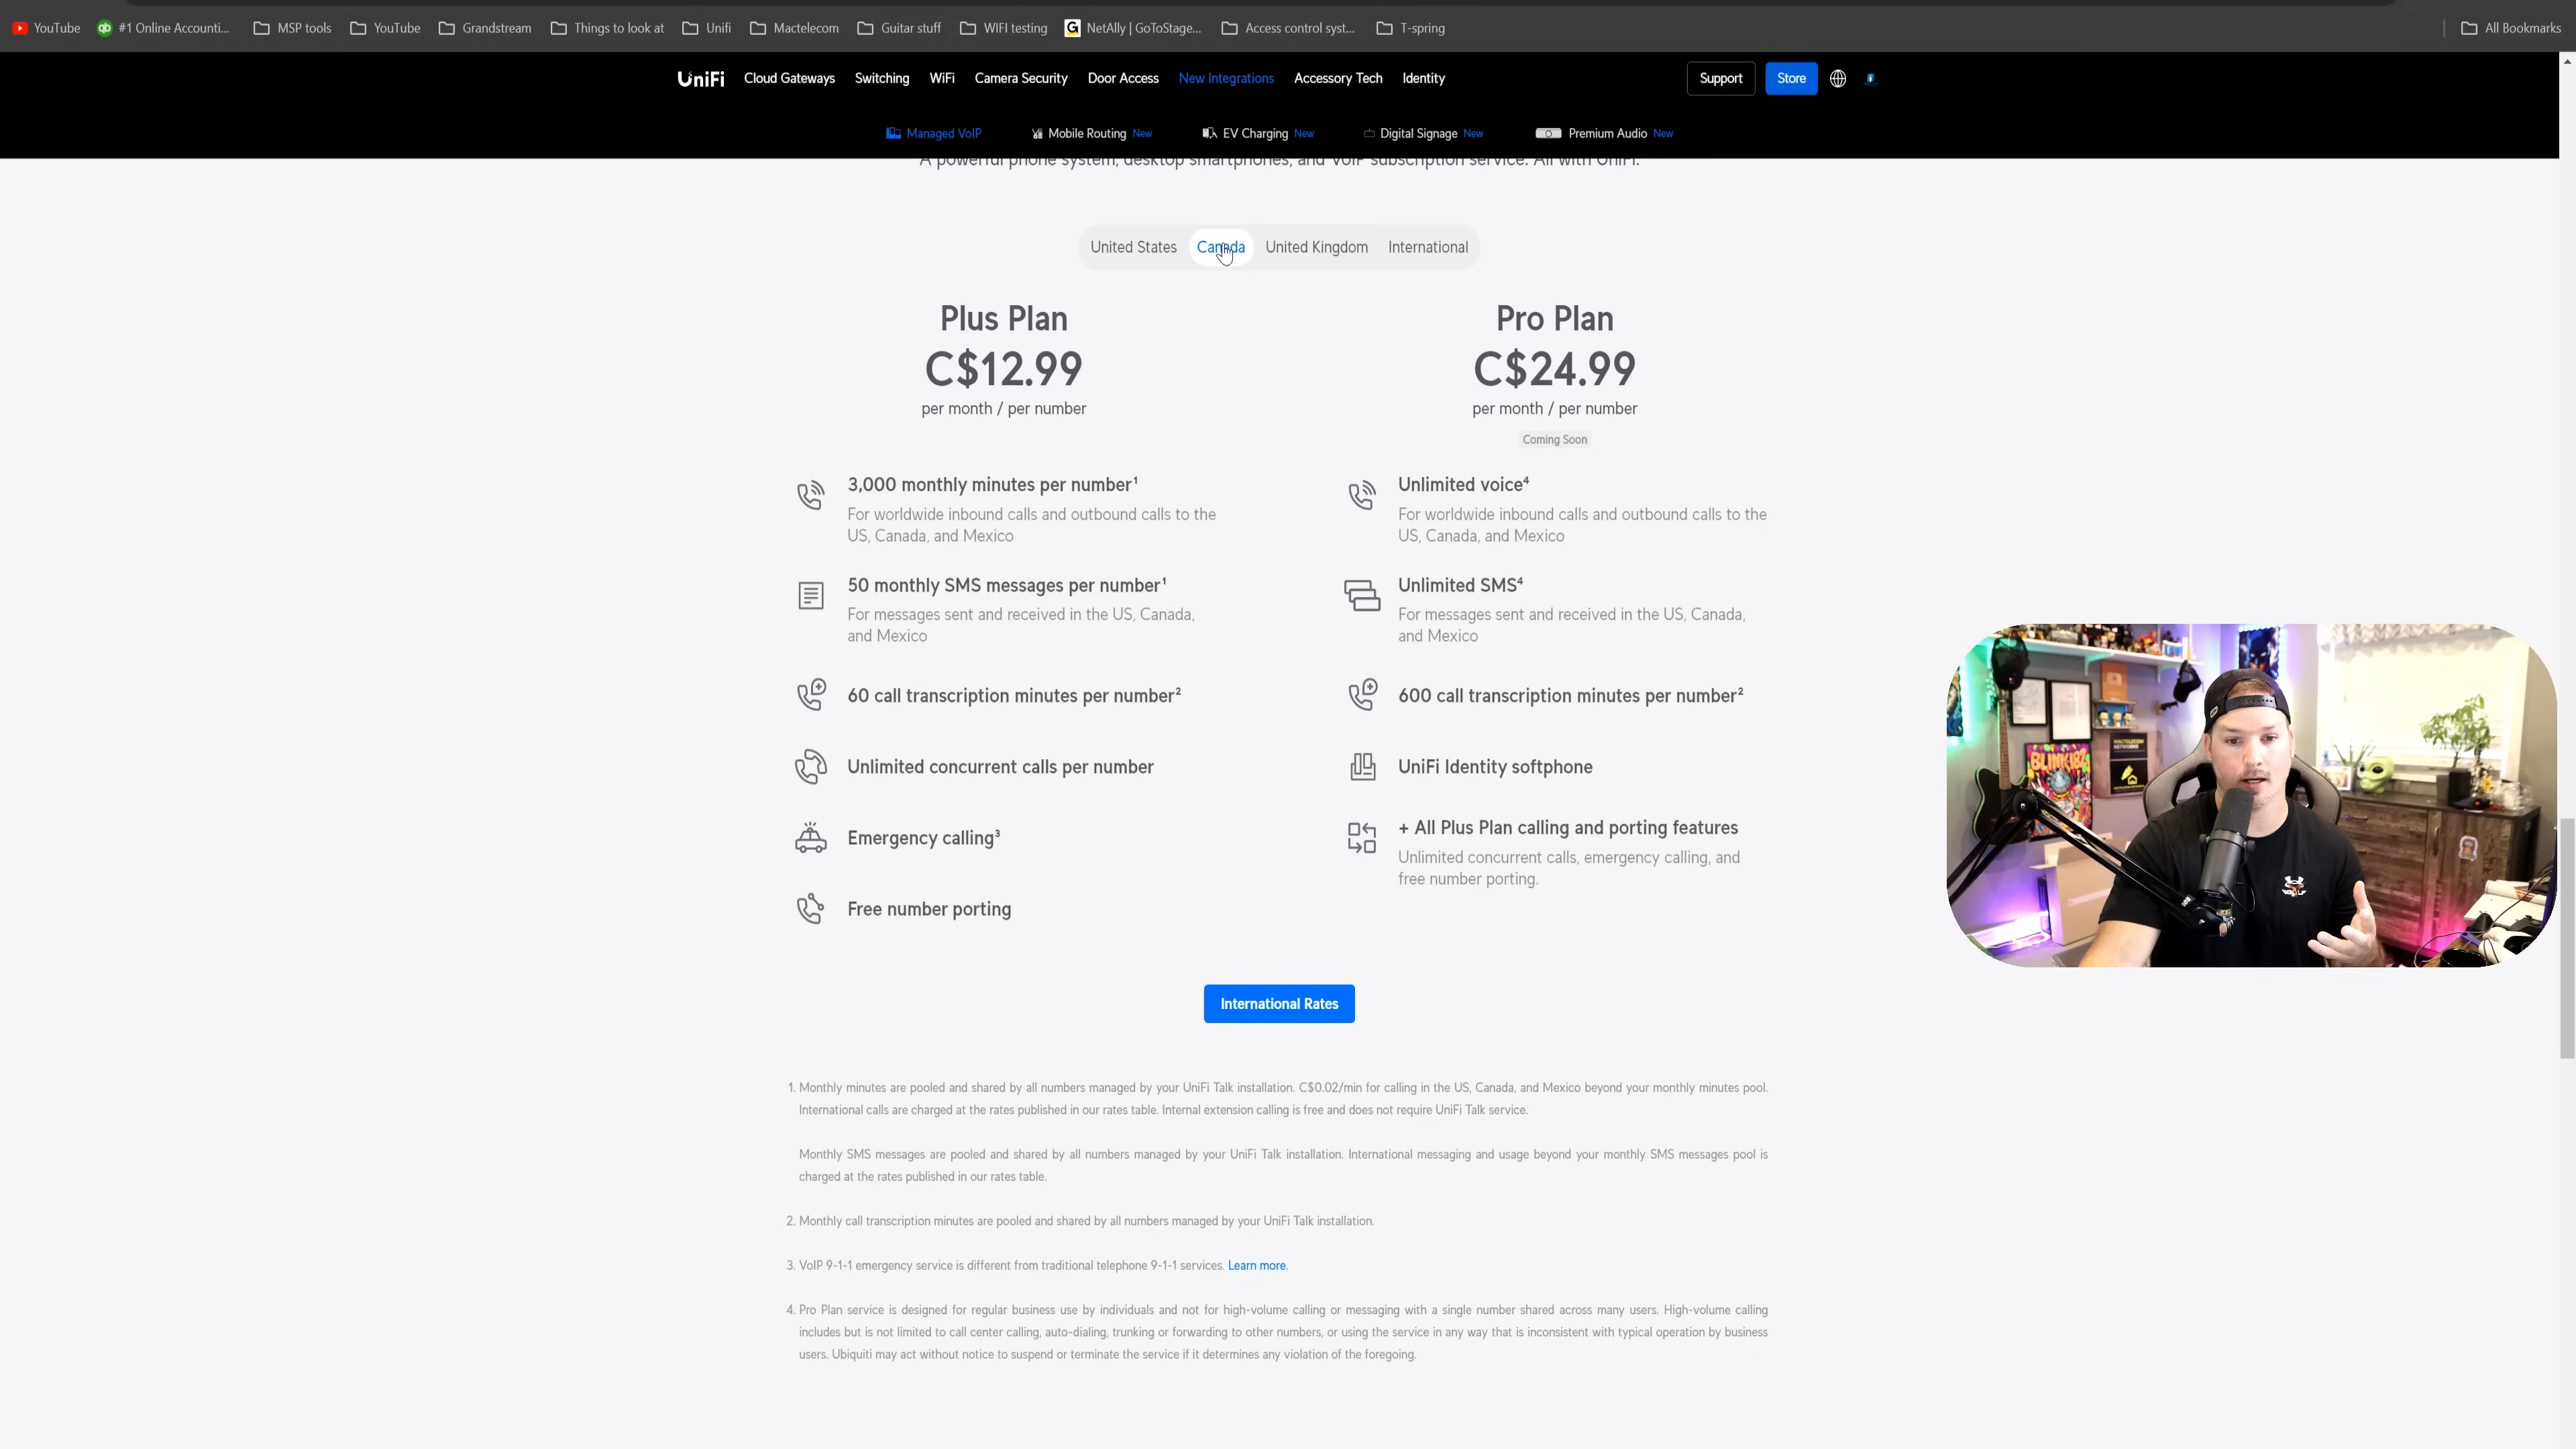 YouTube #1 Online Accounti... MSP tools YouTube Grandstream Things to look at Unifi Mactelecom Guitar stuff WIFI testing NetAlly | GoToStage... Access control syst... T-spring All Bookmarks
UniFi Cloud Gateways Switching WiFi Camera Security Door Access New Integrations Accessory Tech Identity Support Store
Managed VoIP Mobile Routing New EV Charging New Digital Signage New Premium Audio New
A powerful phone system, desktop smartphones, and VoIP subscription service. All with UniFi.
United States Canada United Kingdom International
Plus Plan
C$12.99
per month / per number
3,000 monthly minutes per number¹
For worldwide inbound calls and outbound calls to the
US, Canada, and Mexico
50 monthly SMS messages per number¹
For messages sent and received in the US, Canada,
and Mexico
60 call transcription minutes per number²
Unlimited concurrent calls per number
Emergency calling³
Free number porting
Pro Plan
C$24.99
per month / per number
Coming Soon
Unlimited voice⁴
For worldwide inbound calls and outbound calls to the
US, Canada, and Mexico
Unlimited SMS⁴
For messages sent and received in the US, Canada,
and Mexico
600 call transcription minutes per number²
UniFi Identity softphone
+ All Plus Plan calling and porting features
Unlimited concurrent calls, emergency calling, and
free number porting.
BLINK-182
International Rates
1. Monthly minutes are pooled and shared by all numbers managed by your UniFi Talk installation. C$0.02/min for calling in the US, Canada, and Mexico beyond your monthly minutes pool.
International calls are charged at the rates published in our rates table. Internal extension calling is free and does not require UniFi Talk service.
Monthly SMS messages are pooled and shared by all numbers managed by your UniFi Talk installation. International messaging and usage beyond your monthly SMS messages pool is
charged at the rates published in our rates table.
2. Monthly call transcription minutes are pooled and shared by all numbers managed by your UniFi Talk installation.
3. VoIP 9-1-1 emergency service is different from traditional telephone 9-1-1 services. Learn more.
4. Pro Plan service is designed for regular business use by individuals and not for high-volume calling or messaging with a single number shared across many users. High-volume calling
includes but is not limited to call center calling, auto-dialing, trunking or forwarding to other numbers, or using the service in any way that is inconsistent with typical operation by business
users. Ubiquiti may act without notice to suspend or terminate the service if it determines any violation of the foregoing.